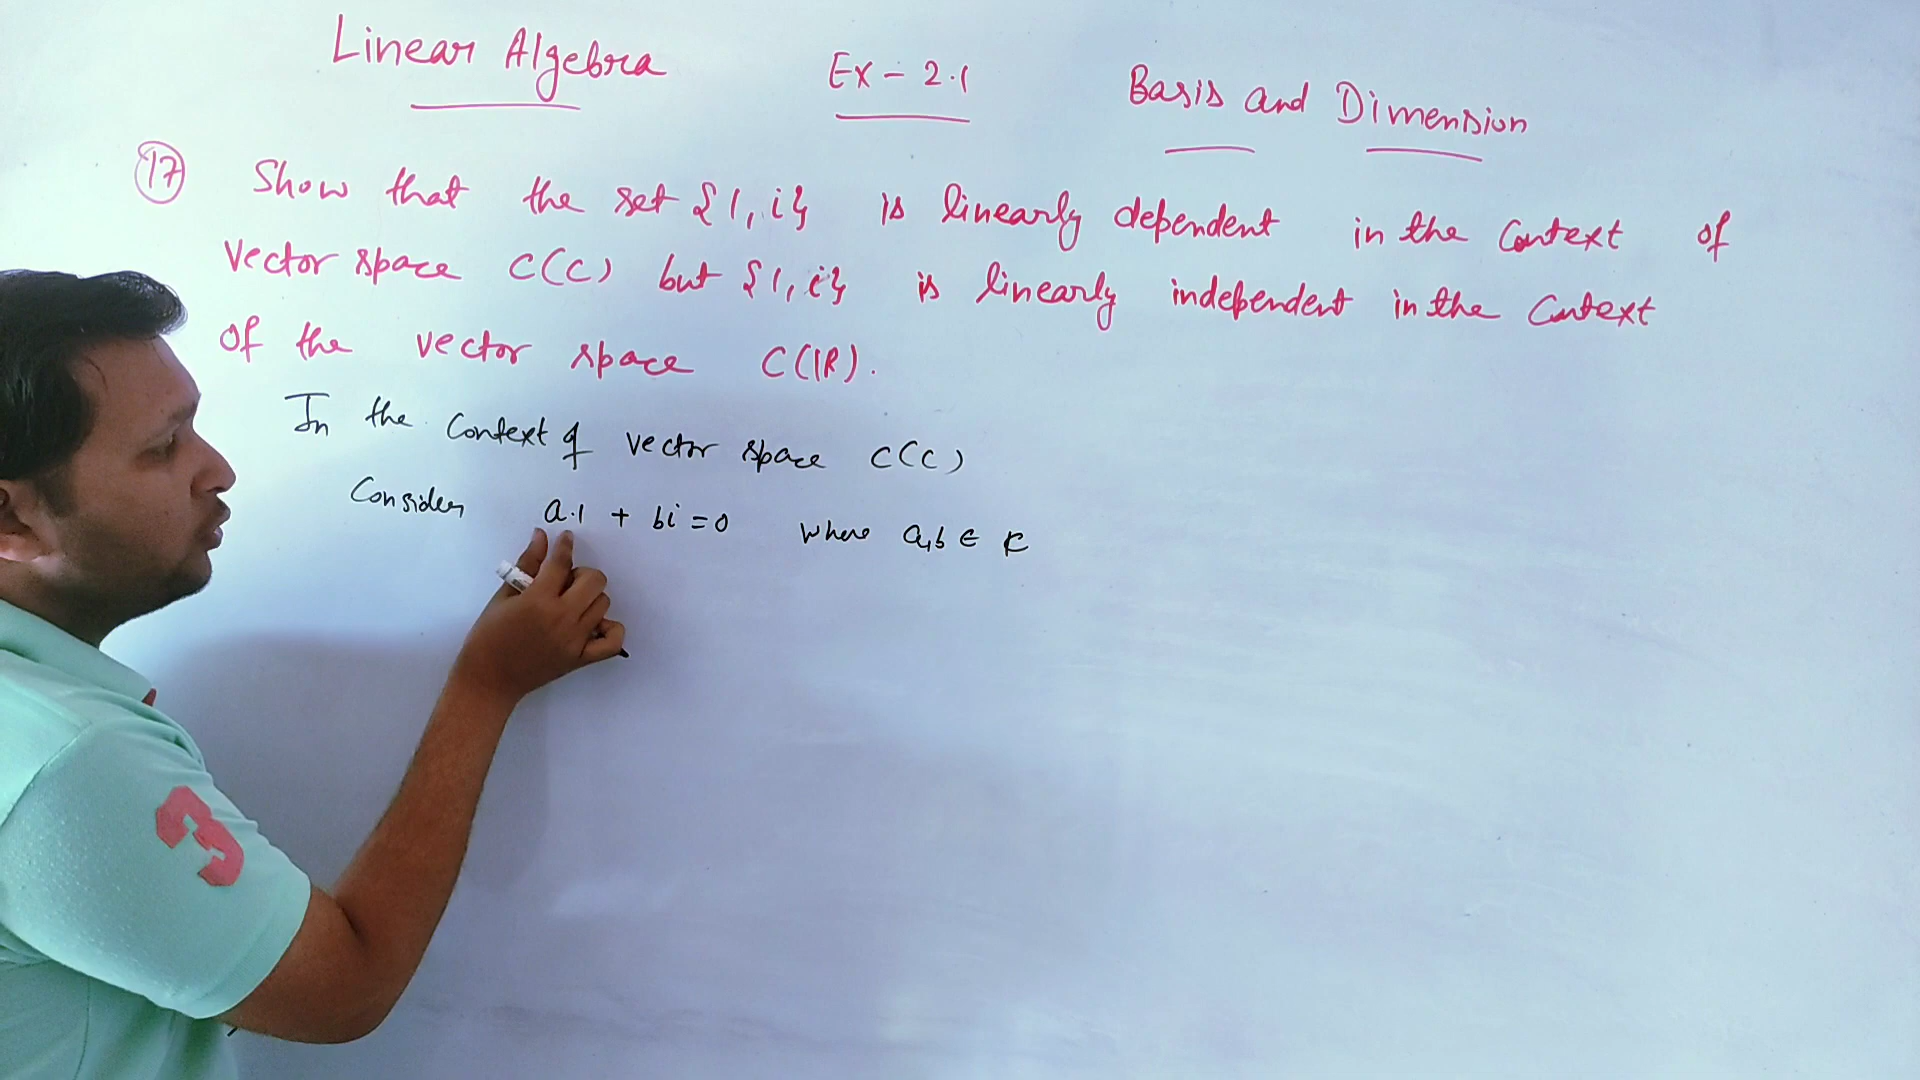 Linear Algebra Ex - 2.1 Basis and Dimension
17 Show that the set {1, i} is linearly dependent in the context of
vector space C(C) but {1, i} is linearly independent in the context
of the vector space C(IR).
In the context of vector space C(C)
Consider a.1 + bi = 0 where a,b ∈
3